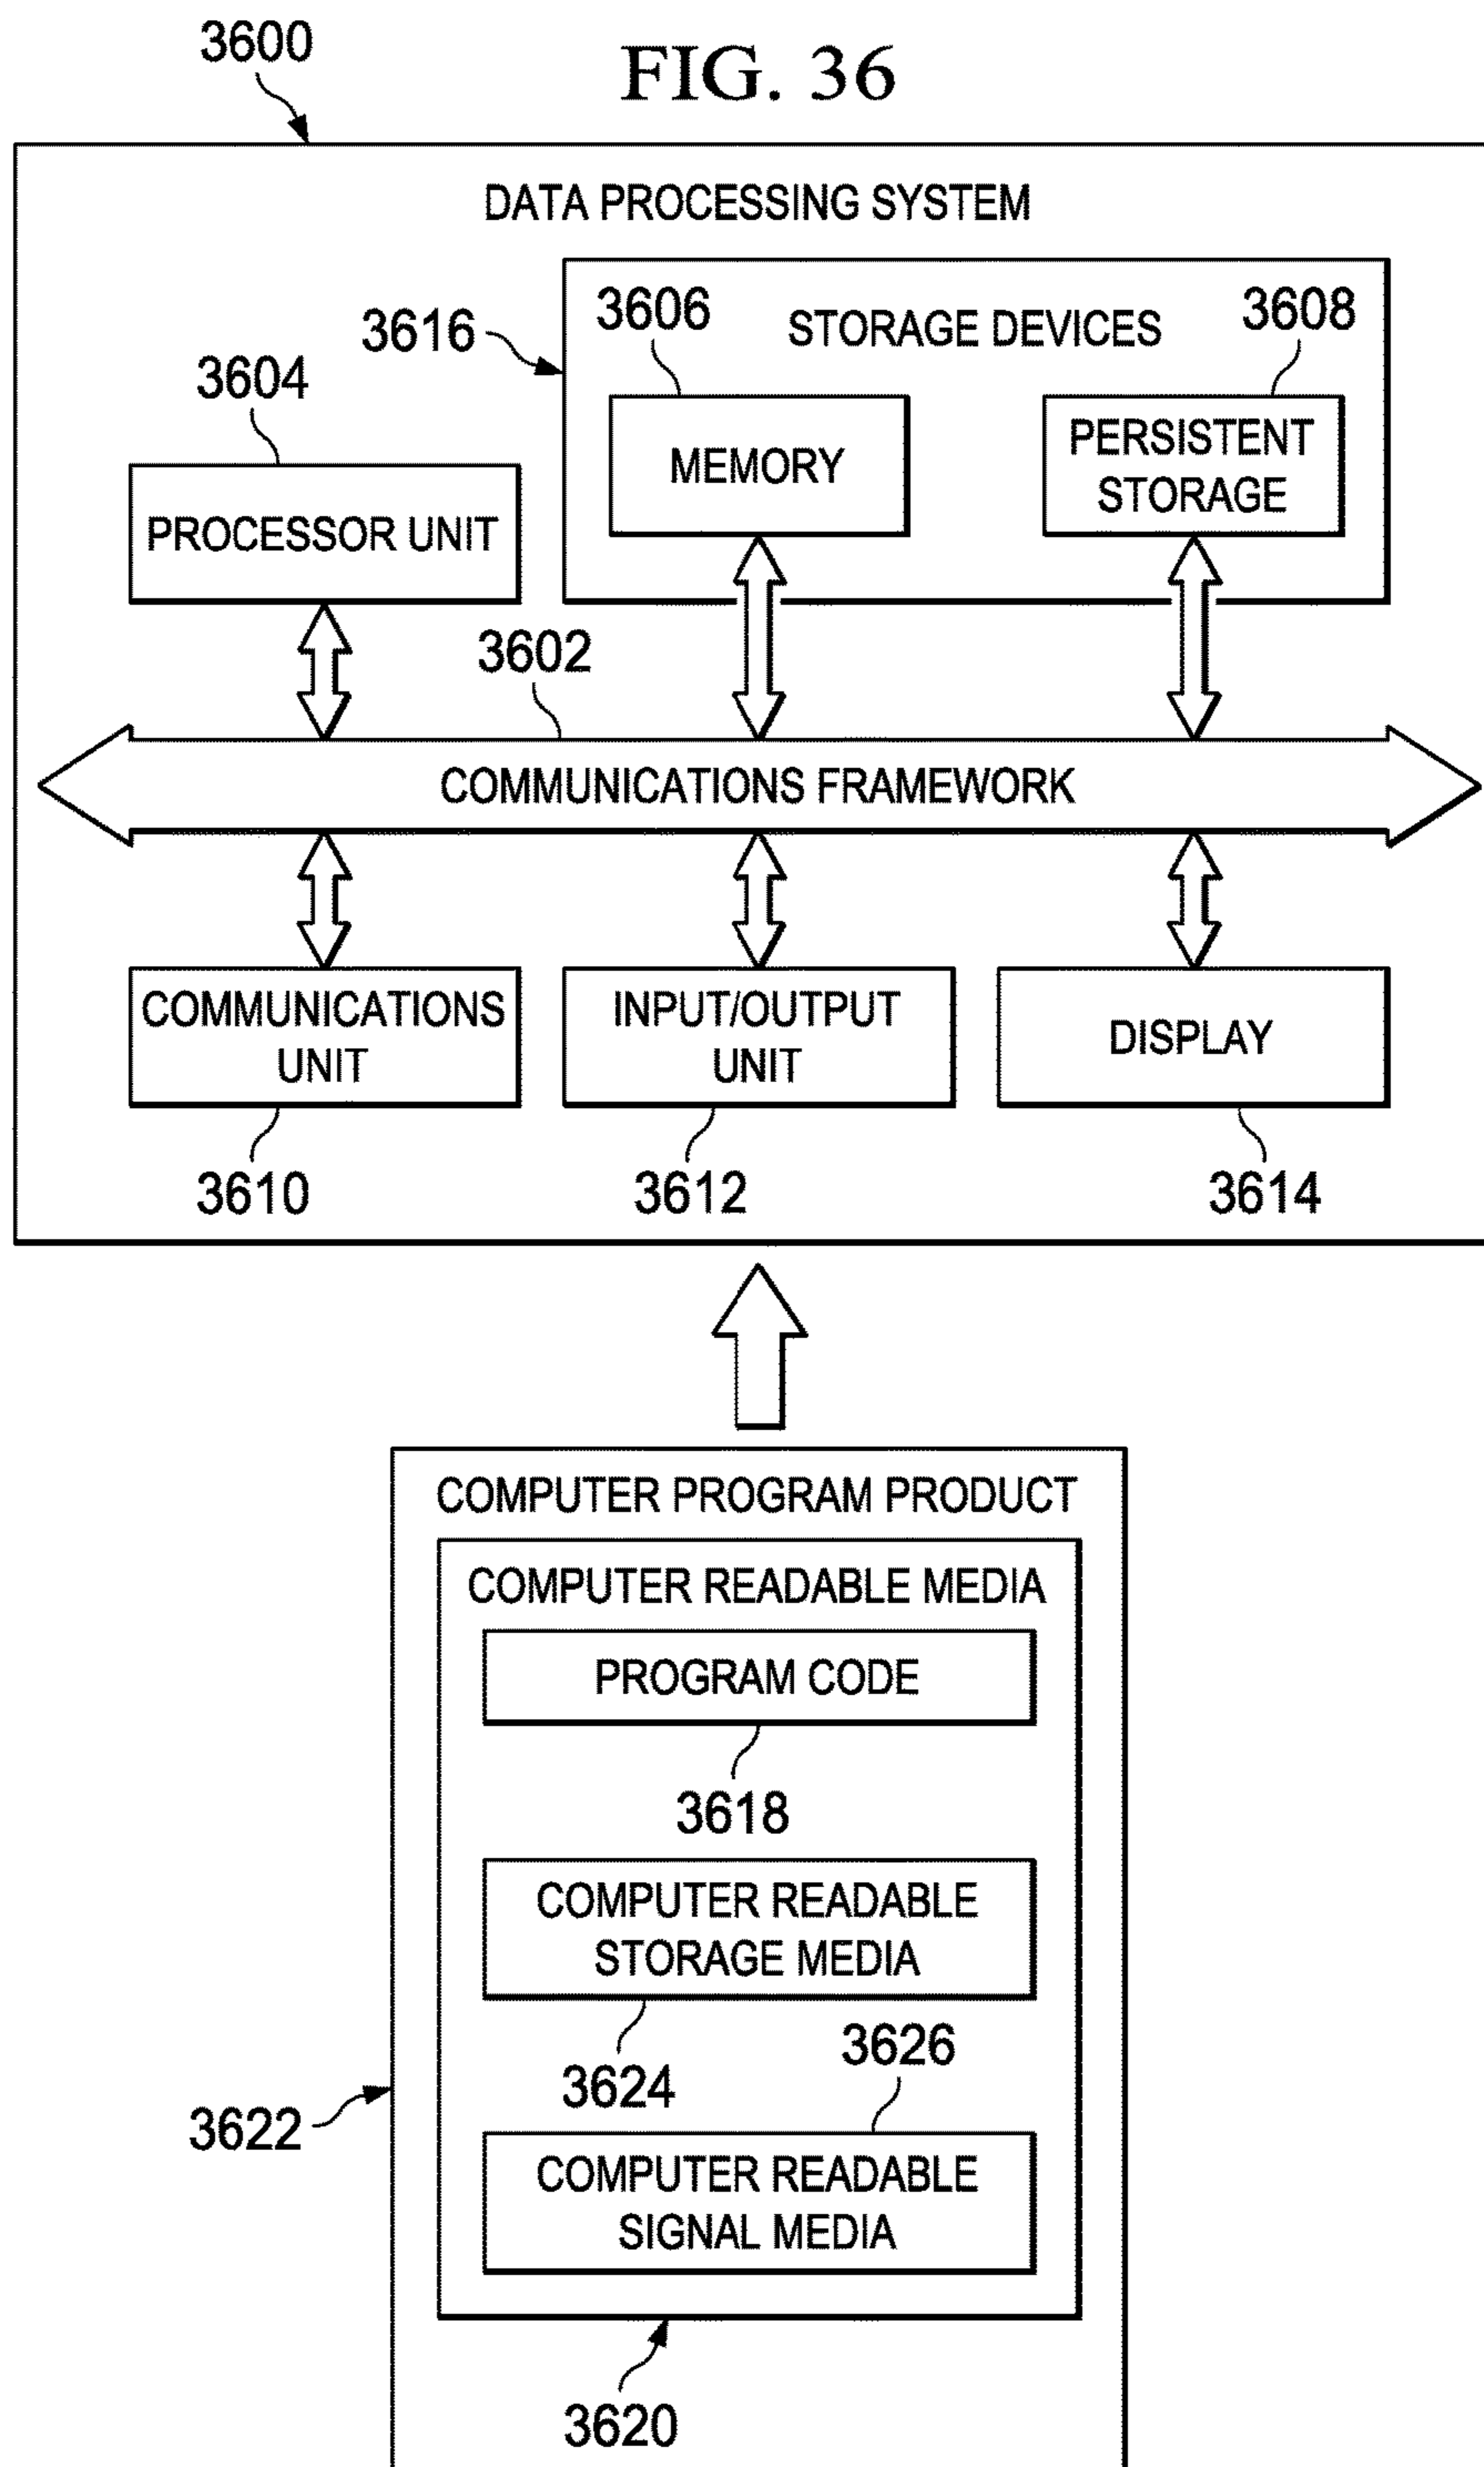 3600
FIG. 36
DATA PROCESSING SYSTEM
3616
3606
STORAGE DEVICES
3608
3604
MEMORY
PERSISTENT
STORAGE
PROCESSOR UNIT
3602
COMMUNICATIONS FRAMEWORK
COMMUNICATIONS
UNIT
INPUT/OUTPUT
UNIT
DISPLAY
3610
3612
3614
COMPUTER PROGRAM PRODUCT
COMPUTER READABLE MEDIA
PROGRAM CODE
3618
COMPUTER READABLE
STORAGE MEDIA
3624
3626
3622
COMPUTER READABLE
SIGNAL MEDIA
3620